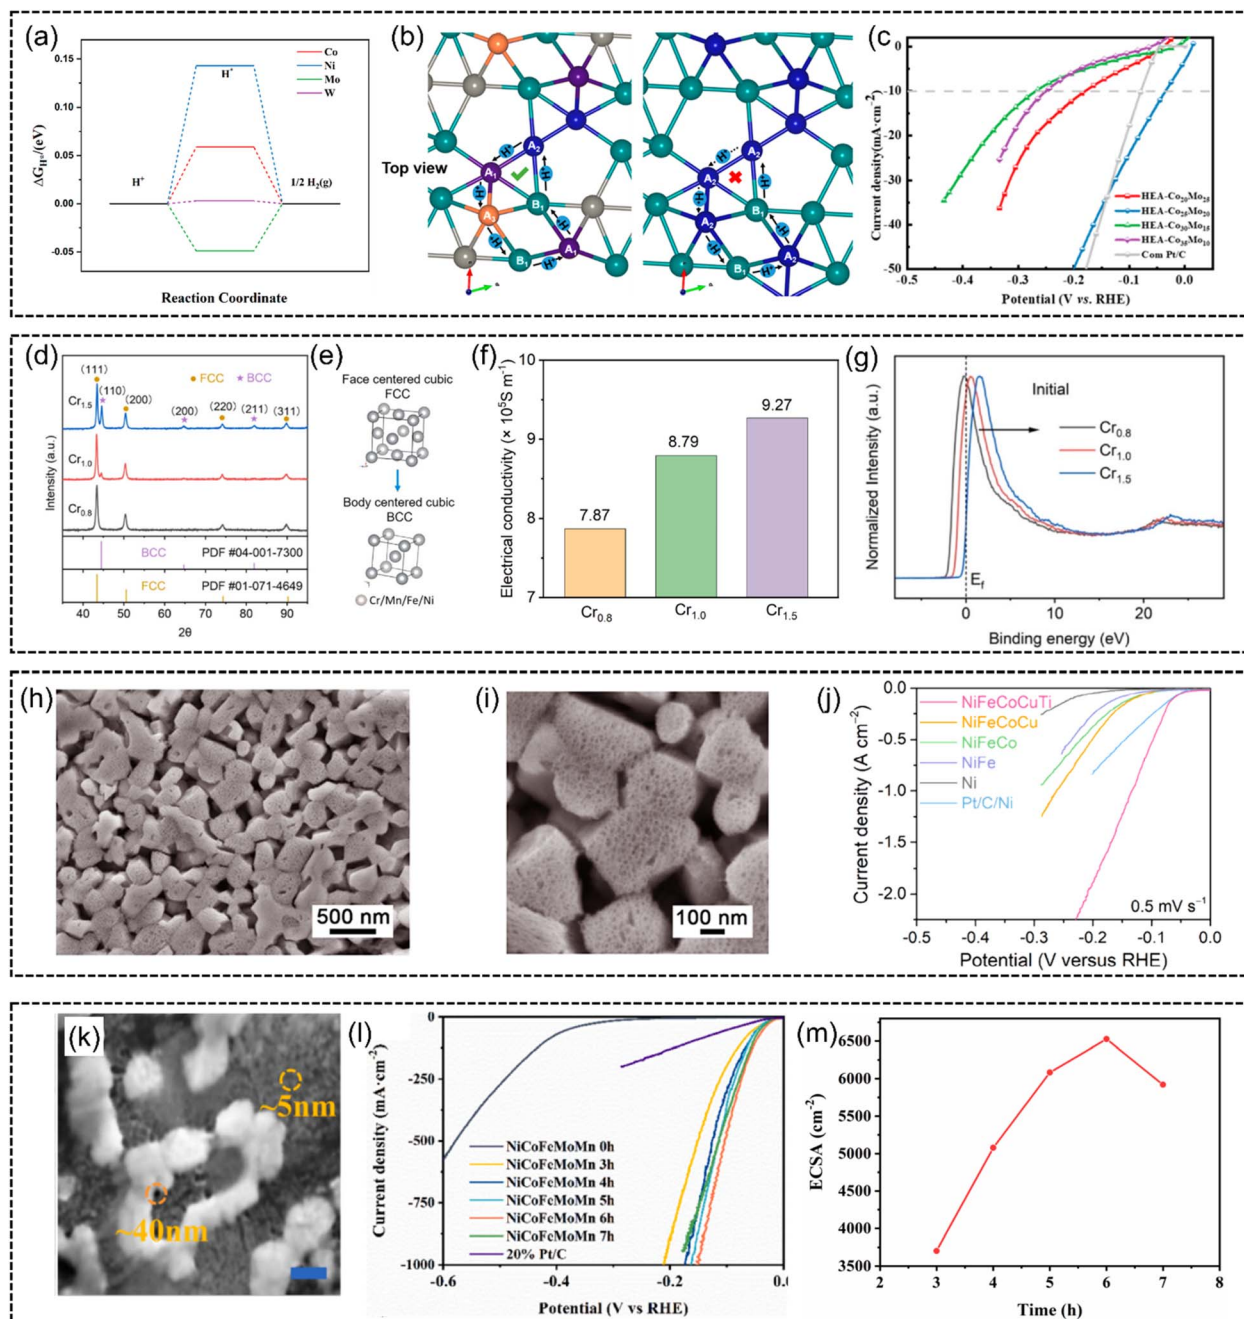 (a)
Co
Ni
Mo
W
0.15
0.10
0.05
0.00
-0.05
ΔG_H*/(eV)
H*
H⁺
1/2 H₂(g)
Reaction Coordinate
(b)
Top view
A₂
A₁
A₁
B₁
B₁
A₁
H
H
H
H
H
H
A₂
A₂
A₂
B₁
B₁
A₂
H
H
H
H
H
H
(c)
0
-10
-20
-30
-40
-50
Current density(mA·cm⁻²)
HEA-Co₂₀Mo₂₅
HEA-Co₂₅Mo₂₀
HEA-Co₃₀Mo₁₅
HEA-Co₃₅Mo₁₀
Com Pt/C
-0.5 -0.4 -0.3 -0.2 -0.1 0.0
Potential (V vs. RHE)
(d)
(111)
(110)
(200)
(200)
(220)
(211)
(311)
FCC
BCC
Cr₁.₅
Cr₁.₀
Cr₀.₈
BCC PDF #04-001-7300
FCC PDF #01-071-4649
Intensity (a.u.)
40 50 60 70 80 90
2θ
(e)
Face centered cubic
FCC
Body centered cubic
BCC
Cr/Mn/Fe/Ni
(f)
10
9
8
7
Electrical conductivity (× 10⁵S m⁻¹)
7.87
8.79
9.27
Cr₀.₈ Cr₁.₀ Cr₁.₅
(g)
Normalized Intensity (a.u.)
Initial
Cr₀.₈
Cr₁.₀
Cr₁.₅
E_f
0 10 20
Binding energy (eV)
(h)
500 nm
(i)
100 nm
(j)
0.0
-0.5
-1.0
-1.5
-2.0
Current density (A cm⁻²)
NiFeCoCuTi
NiFeCoCu
NiFeCo
NiFe
Ni
Pt/C/Ni
0.5 mV s⁻¹
-0.5 -0.4 -0.3 -0.2 -0.1 0.0
Potential (V versus RHE)
(k)
~5nm
~40nm
(l)
0
-250
-500
-750
-1000
Current density (mA·cm⁻²)
NiCoFeMoMn 0h
NiCoFeMoMn 3h
NiCoFeMoMn 4h
NiCoFeMoMn 5h
NiCoFeMoMn 6h
NiCoFeMoMn 7h
20% Pt/C
-0.6 -0.4 -0.2 0.0
Potential (V vs RHE)
(m)
6500
6000
5500
5000
4500
4000
3500
ECSA (cm⁻²)
2 3 4 5 6 7 8
Time (h)